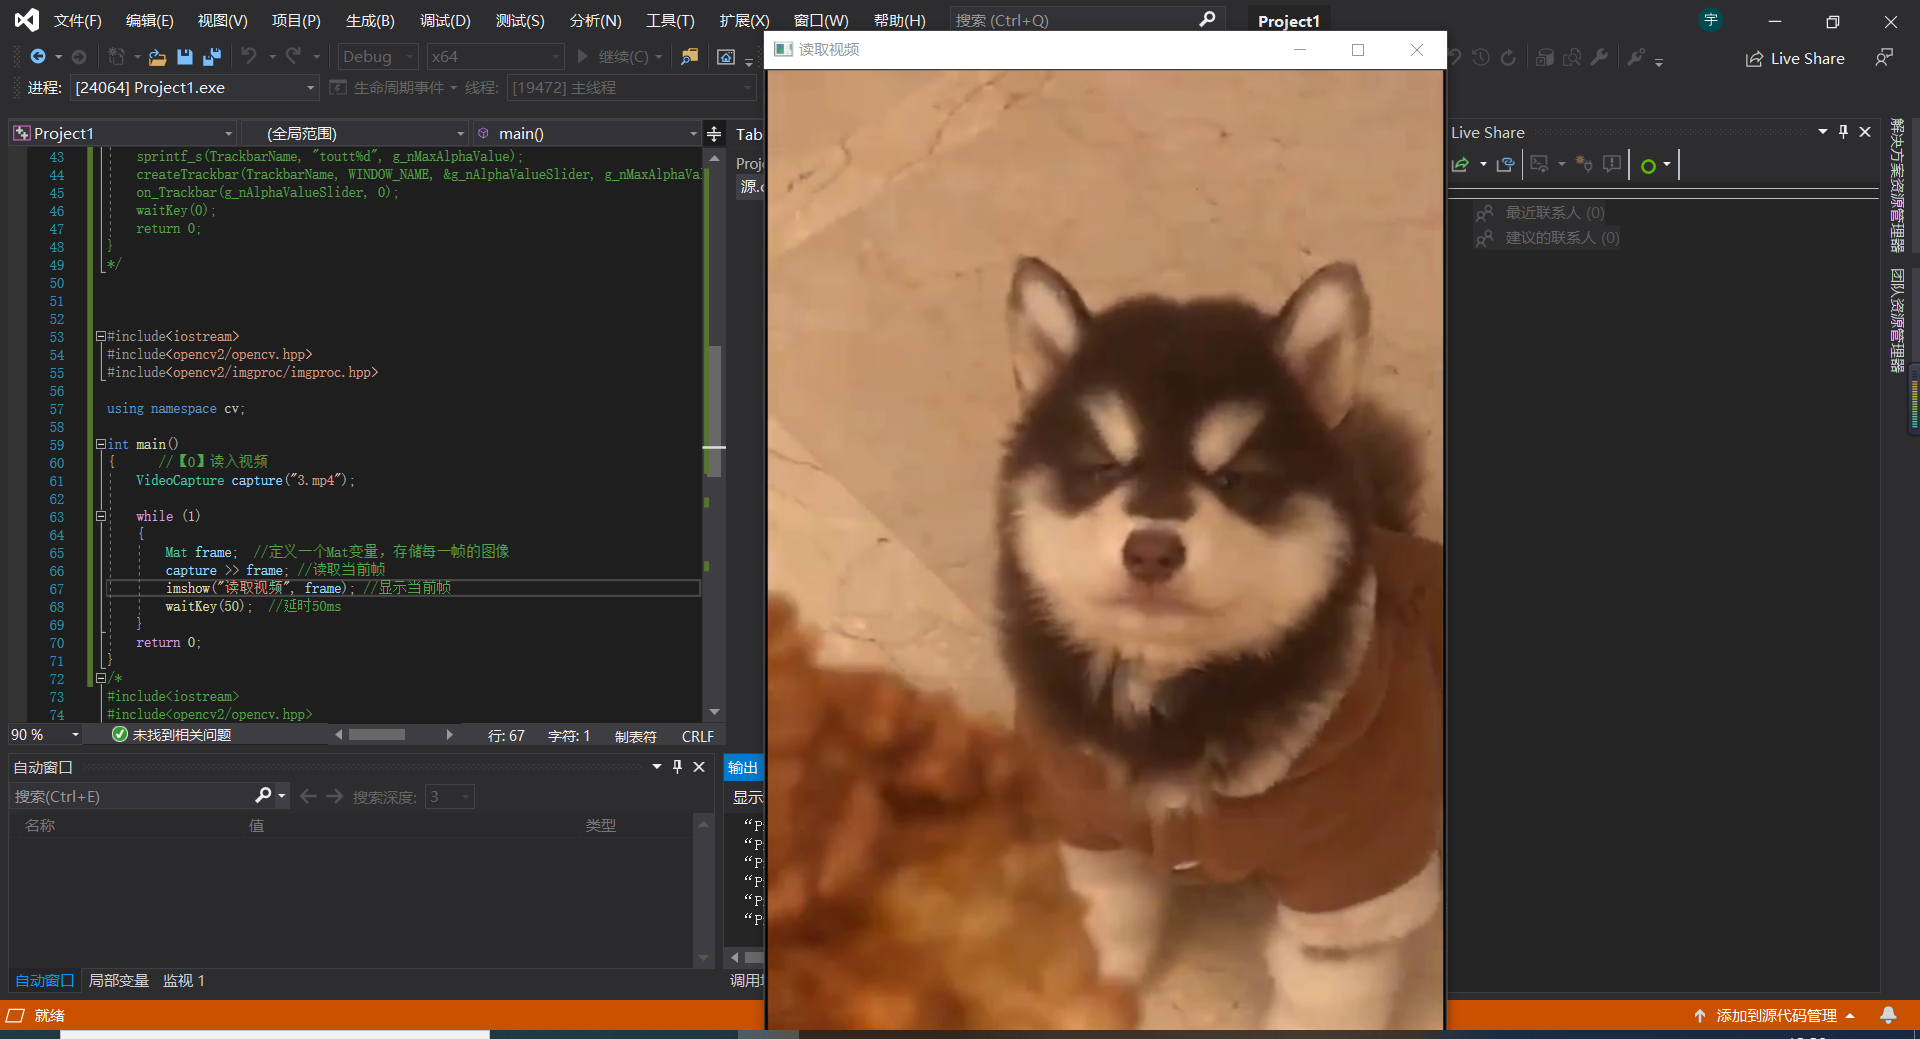 文件(F) 编辑(E) 视图(V) 项目(P) 生成(B) 调试(D) 测试(S) 分析(N) 工具(T) 扩展(X) 窗口(W) 帮助(H) 搜索 (Ctrl+Q) Project1 宇
Debug x64 继续(C) Live Share
进程: [24064] Project1.exe 生命周期事件 线程: [19472] 主线程
读取视频
Project1 (全局范围) main()
43 sprintf_s(TrackbarName, "toutt%d", g_nMaxAlphaValue);
44 createTrackbar(TrackbarName, WINDOW_NAME, &g_nAlphaValueSlider, g_nMaxAlphaVal
45 on_Trackbar(g_nAlphaValueSlider, 0);
46 waitKey(0);
47 return 0;
48 }
49 */
50
51
52
53 #include<iostream>
54 #include<opencv2/opencv.hpp>
55 #include<opencv2/imgproc/imgproc.hpp>
56
57 using namespace cv;
58
59 int main()
60 { //【0】读入视频
61 VideoCapture capture("3.mp4");
62
63 while (1)
64 {
65 Mat frame; //定义一个Mat变量，存储每一帧的图像
66 capture >> frame; //读取当前帧
67 imshow("读取视频", frame); //显示当前帧
68 waitKey(50); //延时50ms
69 }
70 return 0;
71 }
72 /*
73 #include<iostream>
74 #include<opencv2/opencv.hpp>
90 % 未找到相关问题 行: 67 字符: 1 制表符 CRLF
Tab
Proj
源.c
自动窗口
搜索(Ctrl+E) 搜索深度: 3
名称 值 类型
自动窗口 局部变量 监视 1
输出
显示
“P
“P
“P
“P
“P
“P
调用
Live Share
最近联系人 (0)
建议的联系人 (0)
解决方案资源管理器
团队资源管理器
就绪 添加到源代码管理